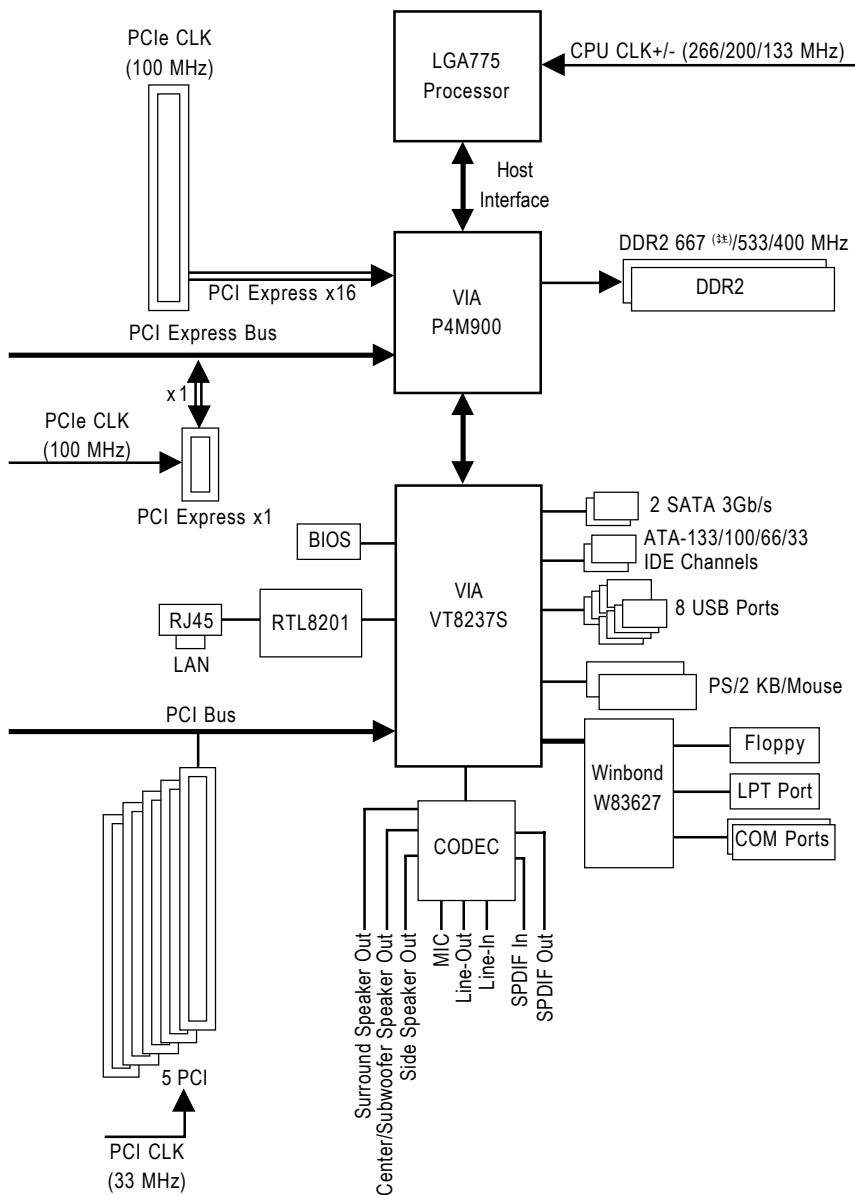 PCIe CLK
(100 MHz)
LGA775
Processor
CPU CLK+/- (266/200/133 MHz)
Host
Interface
DDR2 667 (註)/533/400 MHz
DDR2
PCI Express x16
VIA
P4M900
PCI Express Bus
x1
PCIe CLK
(100 MHz)
PCI Express x1
2 SATA 3Gb/s
BIOS
ATA-133/100/66/33
IDE Channels
VIA
VT8237S
8 USB Ports
RJ45
RTL8201
LAN
PS/2 KB/Mouse
PCI Bus
Winbond
W83627
Floppy
LPT Port
COM Ports
CODEC
Surround Speaker Out
Center/Subwoofer Speaker Out
Side Speaker Out
MIC
Line-Out
Line-In
SPDIF In
SPDIF Out
5 PCI
PCI CLK
(33 MHz)